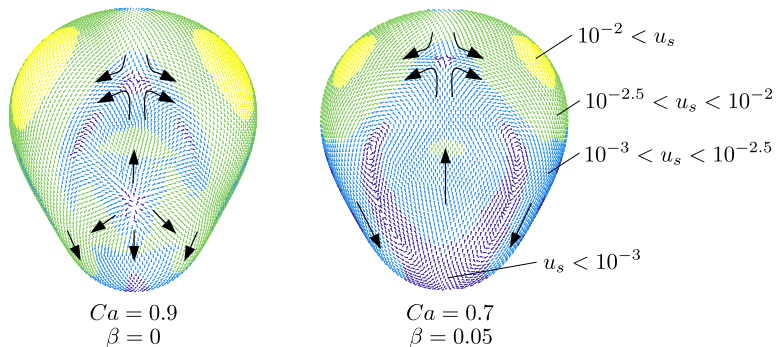 10^{-2} < u_s
10^{-2.5} < u_s < 10^{-2}
10^{-3} < u_s < 10^{-2.5}
u_s < 10^{-3}
Ca = 0.9
β = 0
Ca = 0.7
β = 0.05